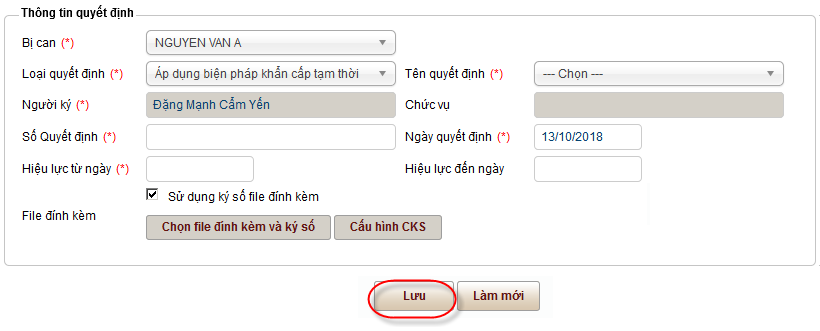 Thông tin quyết định
Bị can (*) NGUYEN VAN A
Loại quyết định (*) Áp dụng biện pháp khẩn cấp tạm thời Tên quyết định (*) --- Chọn ---
Người ký (*) Đặng Mạnh Cẩm Yến Chức vụ
Số Quyết định (*) Ngày quyết định (*) 13/10/2018
Hiệu lực từ ngày (*) Hiệu lực đến ngày
Sử dụng ký số file đính kèm
File đính kèm
Chọn file đính kèm và ký số Cấu hình CKS
Lưu Làm mới